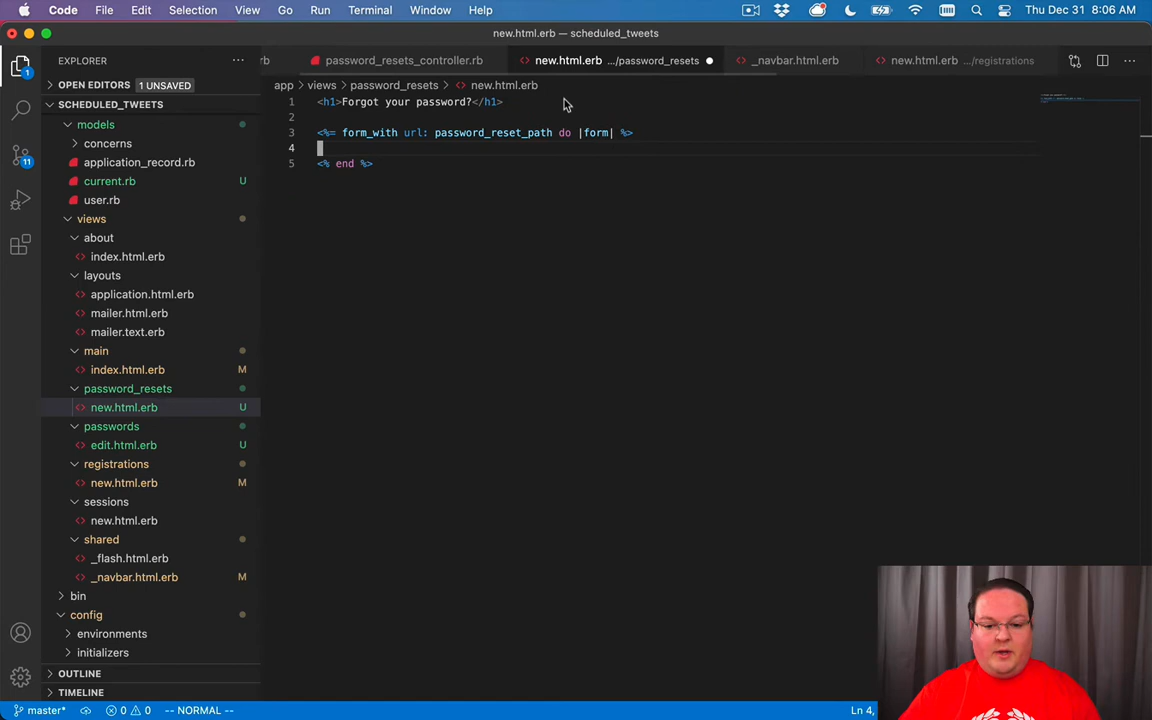 Code File Edit Selection View Go Run Terminal Window Help Thu Dec 31 8:06 AM
new.html.erb — scheduled_tweets
EXPLORER
rb password_resets_controller.rb new.html.erb .../password_resets _navbar.html.erb new.html.erb .../registrations
OPEN EDITORS 1 UNSAVED
app > views > password_resets > new.html.erb
SCHEDULED_TWEETS
models
concerns
application_record.rb
current.rb U
user.rb
views
about
index.html.erb
layouts
application.html.erb
mailer.html.erb
mailer.text.erb
main
index.html.erb M
password_resets
new.html.erb U
passwords
edit.html.erb U
registrations
new.html.erb M
sessions
new.html.erb
shared
_flash.html.erb
_navbar.html.erb M
bin
config
environments
initializers
OUTLINE
TIMELINE
1 <h1>Forgot your password?</h1>
2
3 <%= form_with url: password_reset_path do |form| %>
4
5 <% end %>
1
11
master* 0 0 -- NORMAL -- Ln 4,